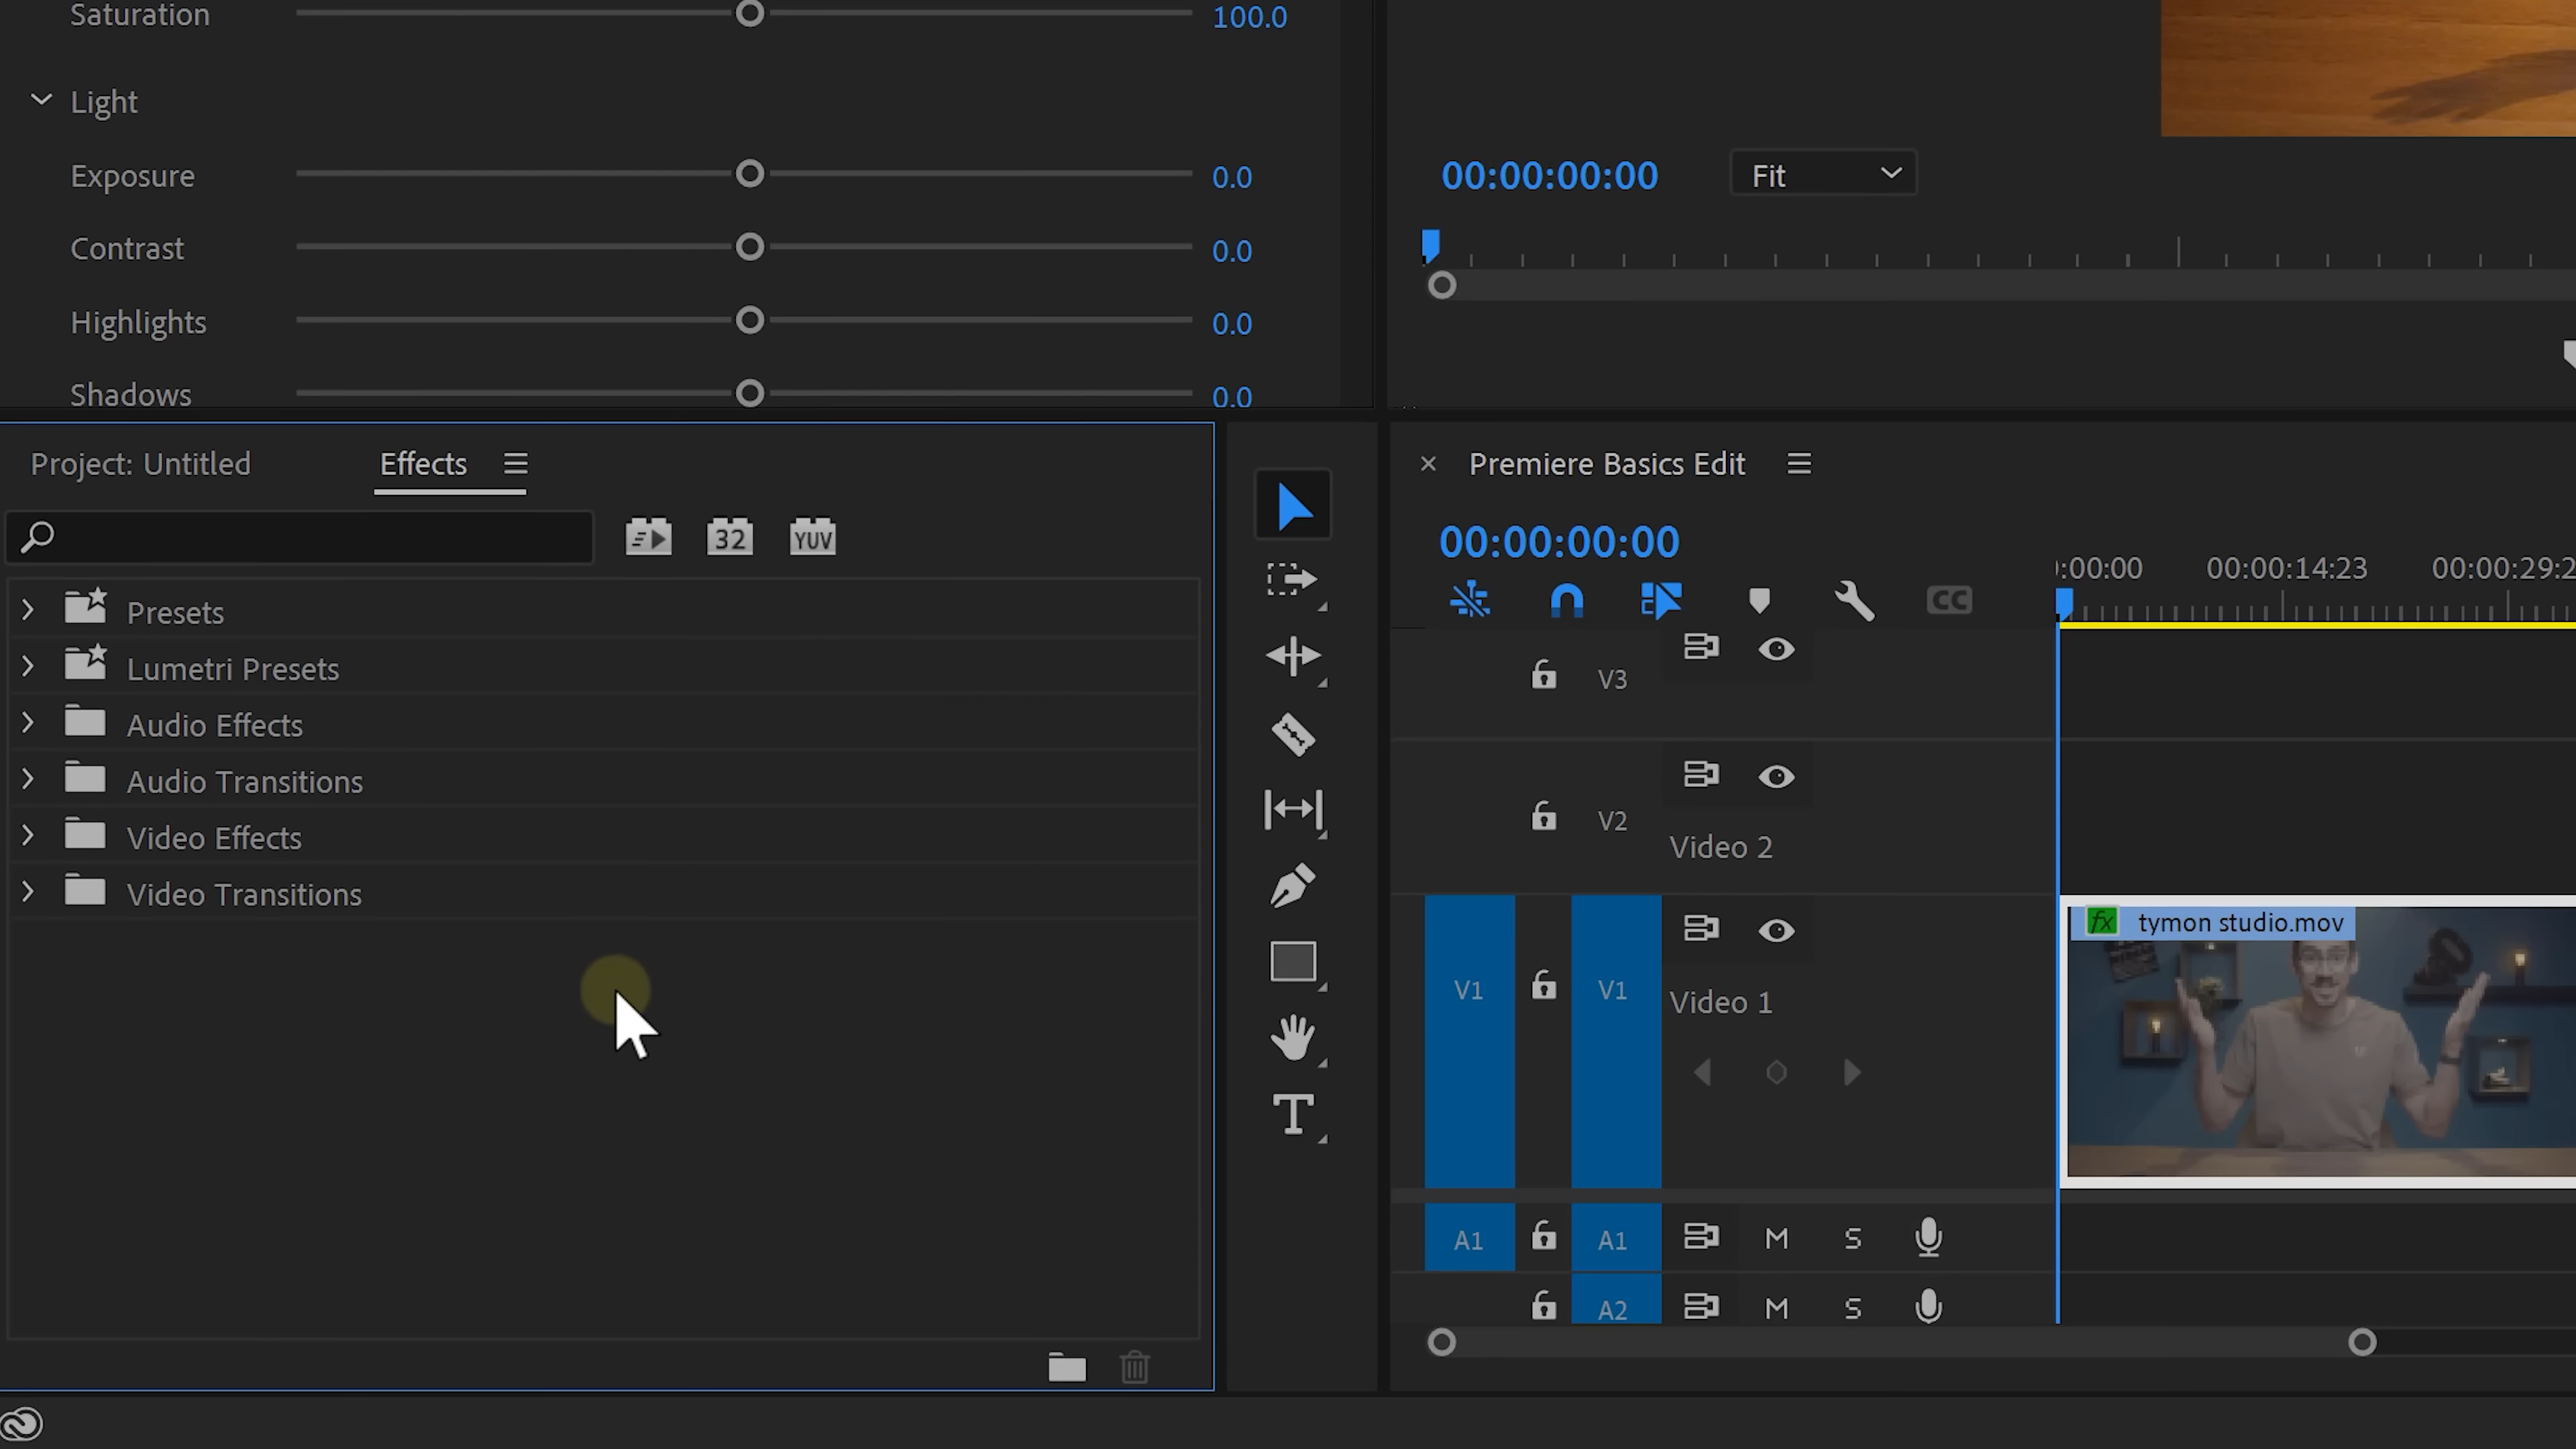 Saturation 100.0
Light
Exposure 0.0
Contrast 0.0
Highlights 0.0
Shadows 0.0
00:00:00:00 Fit
Project: Untitled Effects
32 YUV
Presets
Lumetri Presets
Audio Effects
Audio Transitions
Video Effects
Video Transitions
T
× Premiere Basics Edit
00:00:00:00
:00:00 00:00:14:23 00:00:29:2
CC
V3
V2
Video 2
V1 V1 Video 1
fx tymon studio.mov
A1 A1 M S
A2 M S